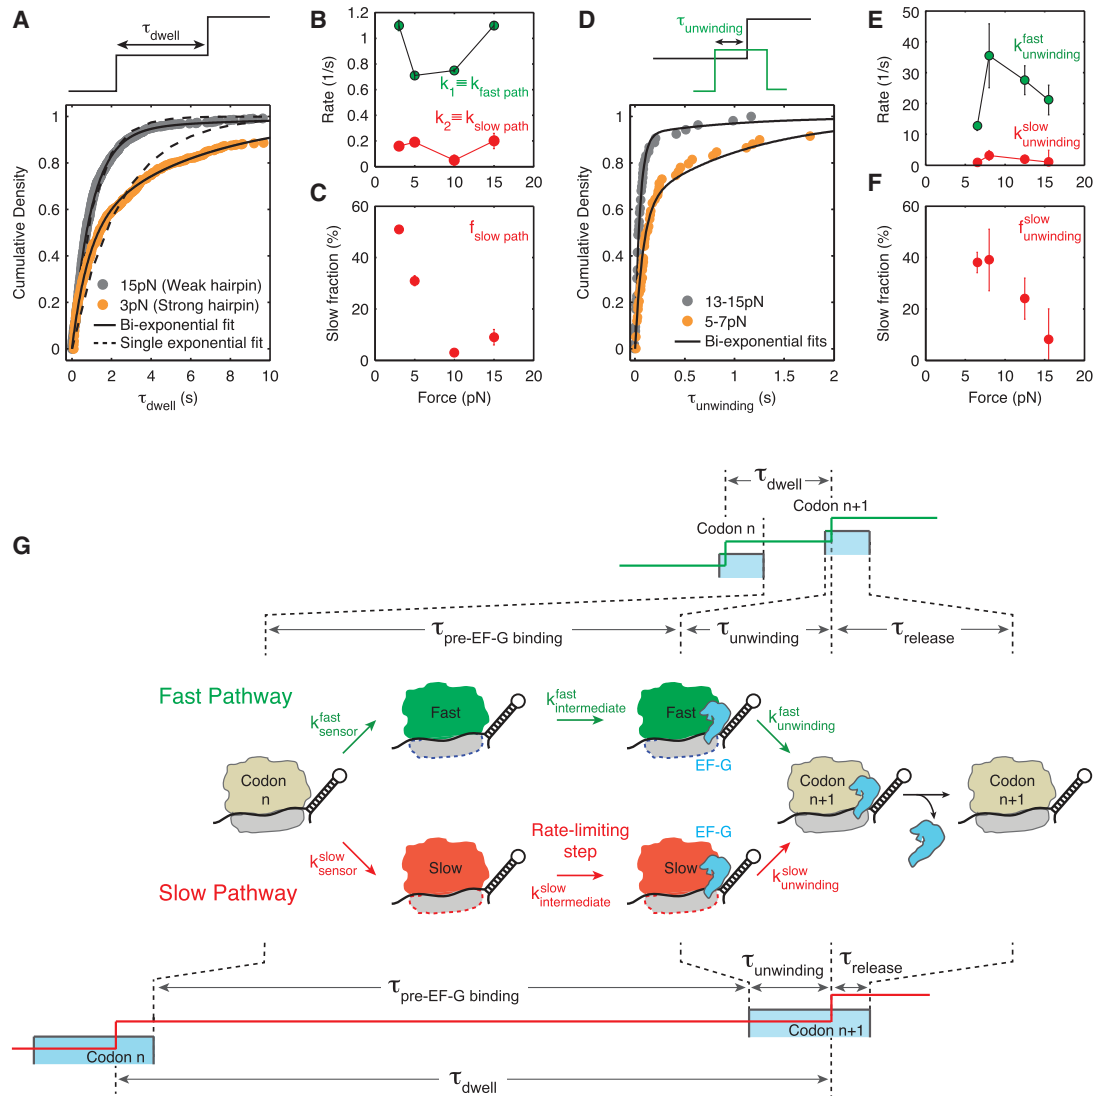 A
τdwell
Cumulative Density
1
0.8
0.6
0.4
0.2
0
15pN (Weak hairpin)
3pN (Strong hairpin)
Bi-exponential fit
Single exponential fit
0 2 4 6 8 10
τdwell (s)
B
Rate (1/s)
1.2
1.0
0.8
0.6
0.4
0.2
0
k1≡ kfast path
k2≡ kslow path
0 5 10 15 20
C
Slow fraction (%)
60
40
20
0
fslow path
0 5 10 15 20
Force (pN)
D
τunwinding
Cumulative Density
1
0.8
0.6
0.4
0.2
0
13-15pN
5-7pN
Bi-exponential fits
0 0.5 1 1.5 2
τunwinding (s)
E
Rate (1/s)
50
40
30
20
10
0
kfastunwinding
kslowunwinding
0 5 10 15 20
F
Slow fraction (%)
60
40
20
0
fslowunwinding
0 5 10 15 20
Force (pN)
G
τdwell
Codon n
Codon n+1
τpre-EF-G binding
τunwinding
τrelease
Fast Pathway
kfastsensor
Fast
kfastintermediate
Fast
EF-G
kfastunwinding
Codon
n
Codon
n+1
Codon
n+1
Slow Pathway
kslowsensor
Slow
Rate-limiting
step
kslowintermediate
EF-G
Slow
kslowunwinding
τpre-EF-G binding
τunwinding
τrelease
Codon n
Codon n+1
τdwell